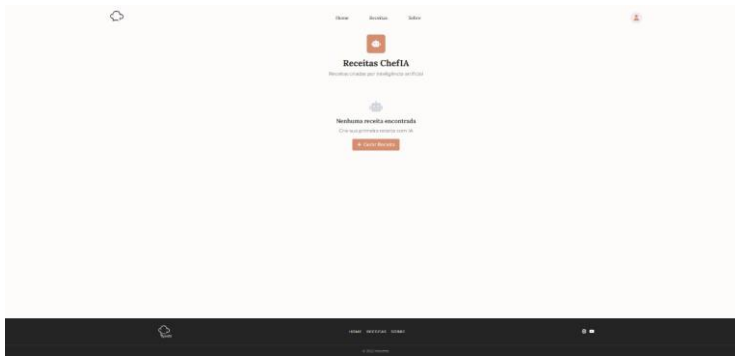 Home Receitas Sobre
Receitas ChefIA
Receitas criadas por inteligência artificial
Nenhuma receita encontrada
Crie sua primeira receita com IA
+ Gerar Receita
HOME RECEITAS SOBRE